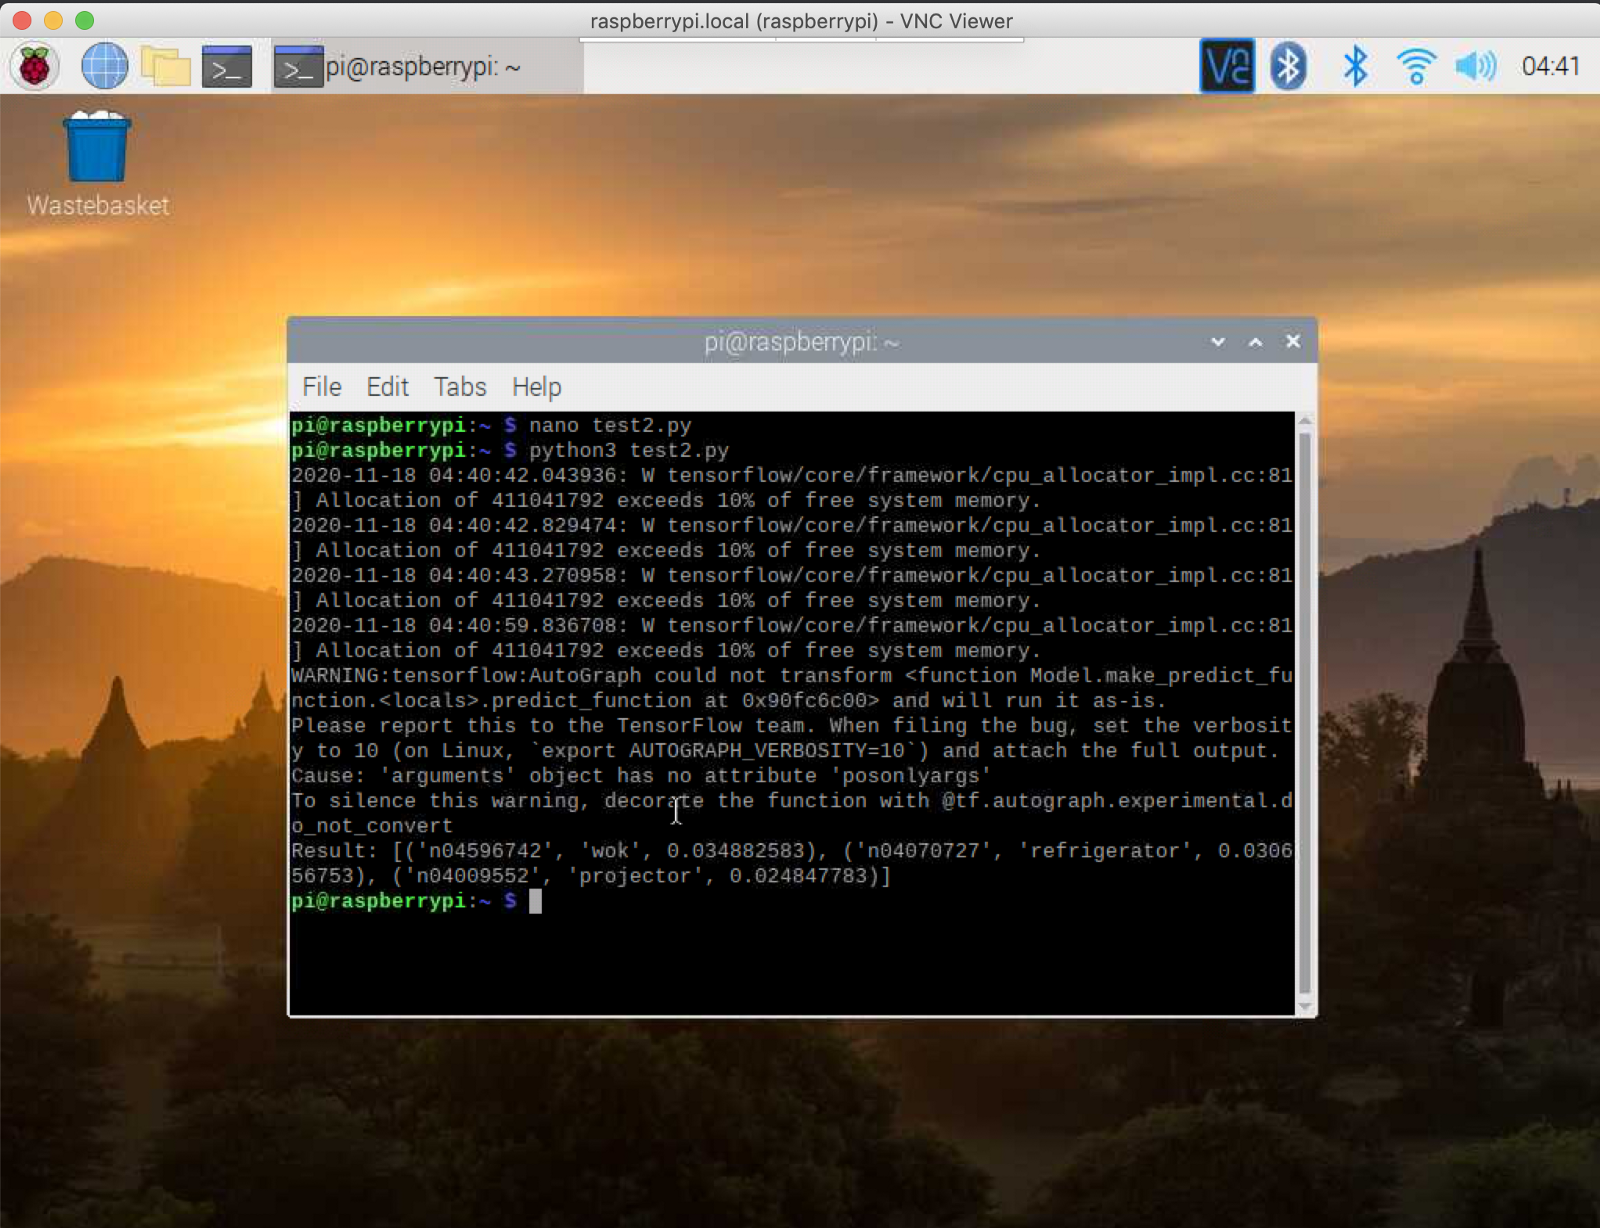 raspberrypi.local (raspberrypi) - VNC Viewer
>_ >_ pi@raspberrypi: ~ 04:41
Wastebasket
pi@raspberrypi: ~
File Edit Tabs Help
pi@raspberrypi:~ $ nano test2.py
pi@raspberrypi:~ $ python3 test2.py
2020-11-18 04:40:42.043936: W tensorflow/core/framework/cpu_allocator_impl.cc:81
] Allocation of 411041792 exceeds 10% of free system memory.
2020-11-18 04:40:42.829474: W tensorflow/core/framework/cpu_allocator_impl.cc:81
] Allocation of 411041792 exceeds 10% of free system memory.
2020-11-18 04:40:43.270958: W tensorflow/core/framework/cpu_allocator_impl.cc:81
] Allocation of 411041792 exceeds 10% of free system memory.
2020-11-18 04:40:59.836708: W tensorflow/core/framework/cpu_allocator_impl.cc:81
] Allocation of 411041792 exceeds 10% of free system memory.
WARNING:tensorflow:AutoGraph could not transform <function Model.make_predict_fu
nction.<locals>.predict_function at 0x90fc6c00> and will run it as-is.
Please report this to the TensorFlow team. When filing the bug, set the verbosit
y to 10 (on Linux, `export AUTOGRAPH_VERBOSITY=10`) and attach the full output.
Cause: 'arguments' object has no attribute 'posonlyargs'
To silence this warning, decorate the function with @tf.autograph.experimental.d
o_not_convert
Result: [('n04596742', 'wok', 0.034882583), ('n04070727', 'refrigerator', 0.0306
56753), ('n04009552', 'projector', 0.024847783)]
pi@raspberrypi:~ $